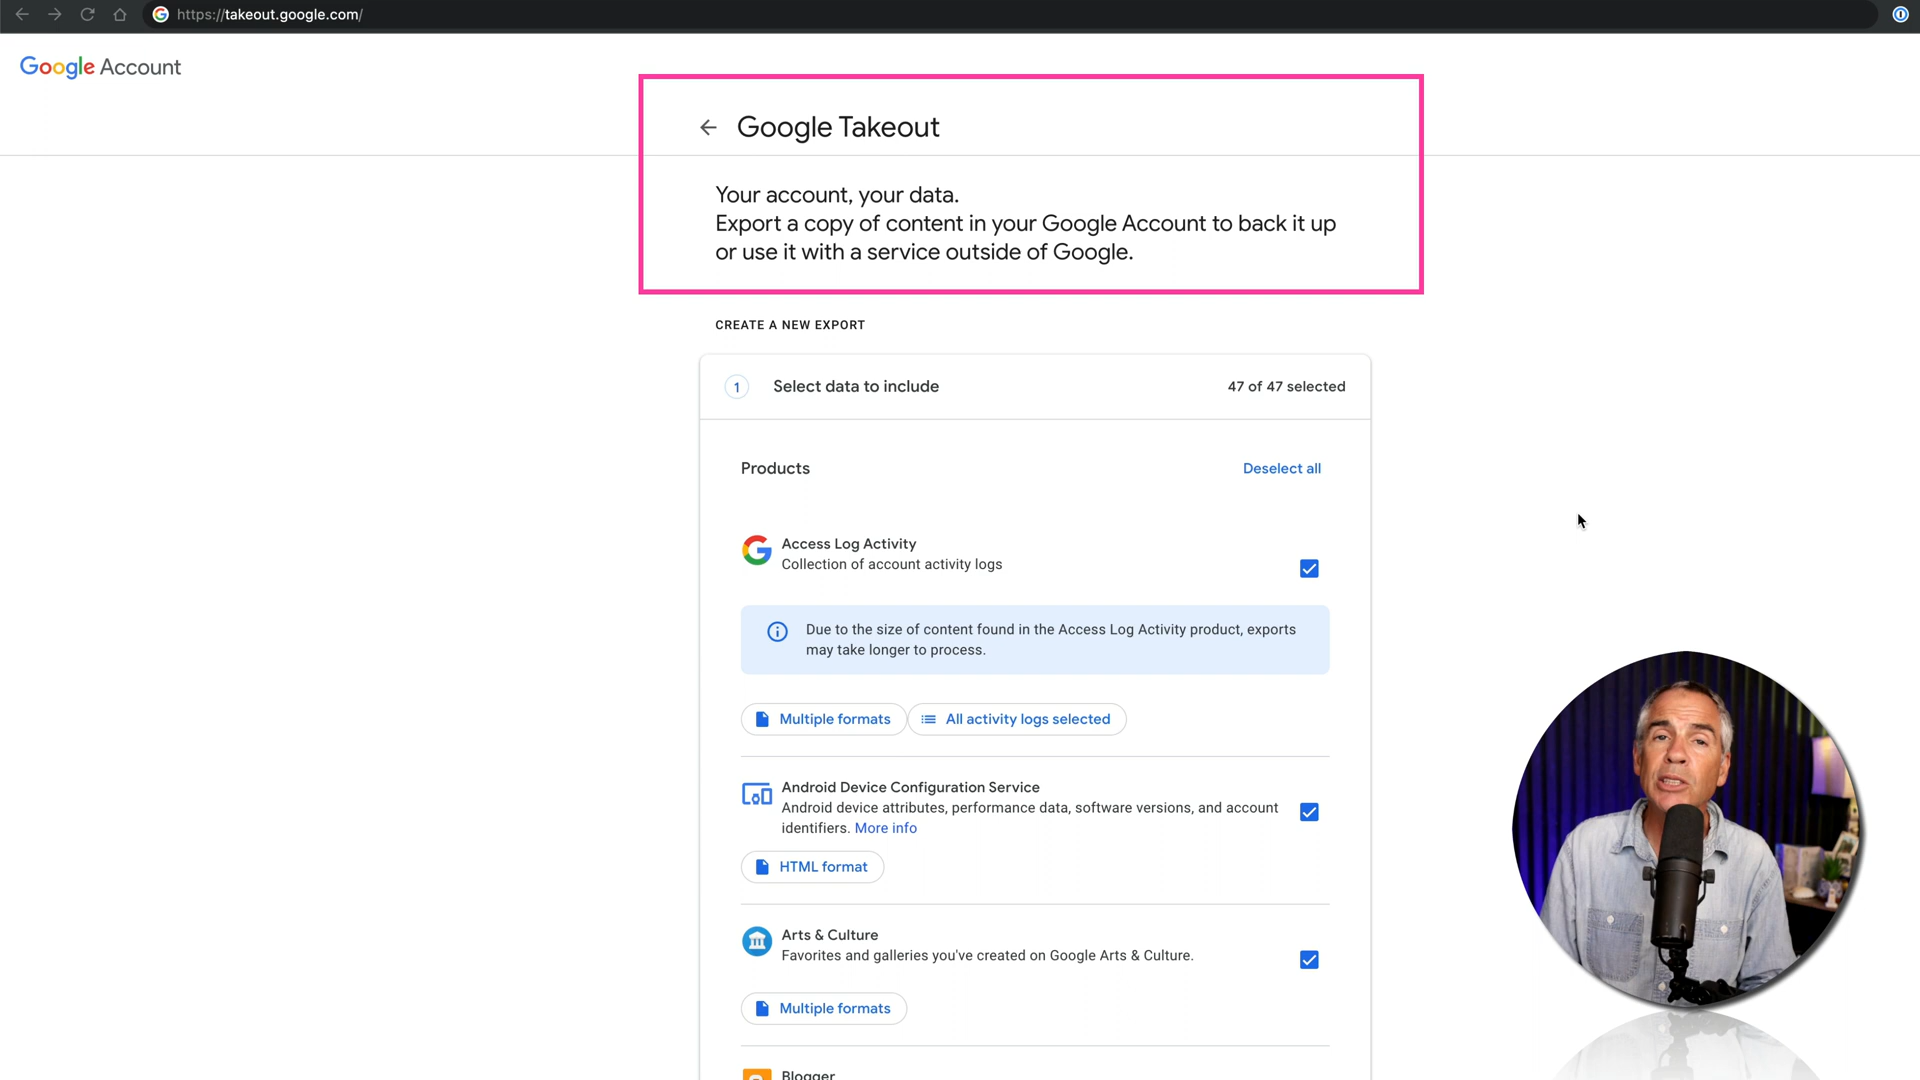 https://takeout.google.com/
Google Account
Google Takeout
Your account, your data.
Export a copy of content in your Google Account to back it up
or use it with a service outside of Google.
CREATE A NEW EXPORT
1 Select data to include 47 of 47 selected
Products Deselect all
Access Log Activity
Collection of account activity logs
Due to the size of content found in the Access Log Activity product, exports
may take longer to process.
Multiple formats All activity logs selected
Android Device Configuration Service
Android device attributes, performance data, software versions, and account
identifiers. More info
HTML format
Arts & Culture
Favorites and galleries you've created on Google Arts & Culture.
Multiple formats
Blogger